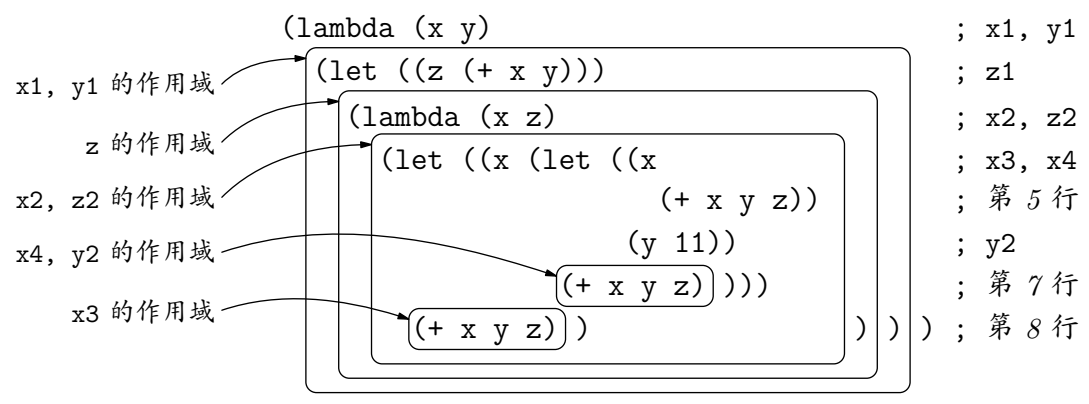 (lambda (x y) ; x1, y1
(let ((z (+ x y))) ; z1
x1, y1 的作用域
(lambda (x z) ; x2, z2
z 的作用域
(let ((x (let ((x ; x3, x4
x2, z2 的作用域
(+ x y z)) ; 第 5 行
(y 11)) ; y2
x4, y2 的作用域
(+ x y z) ))) ; 第 7 行
x3 的作用域
(+ x y z) ) ) ) ) ; 第 8 行